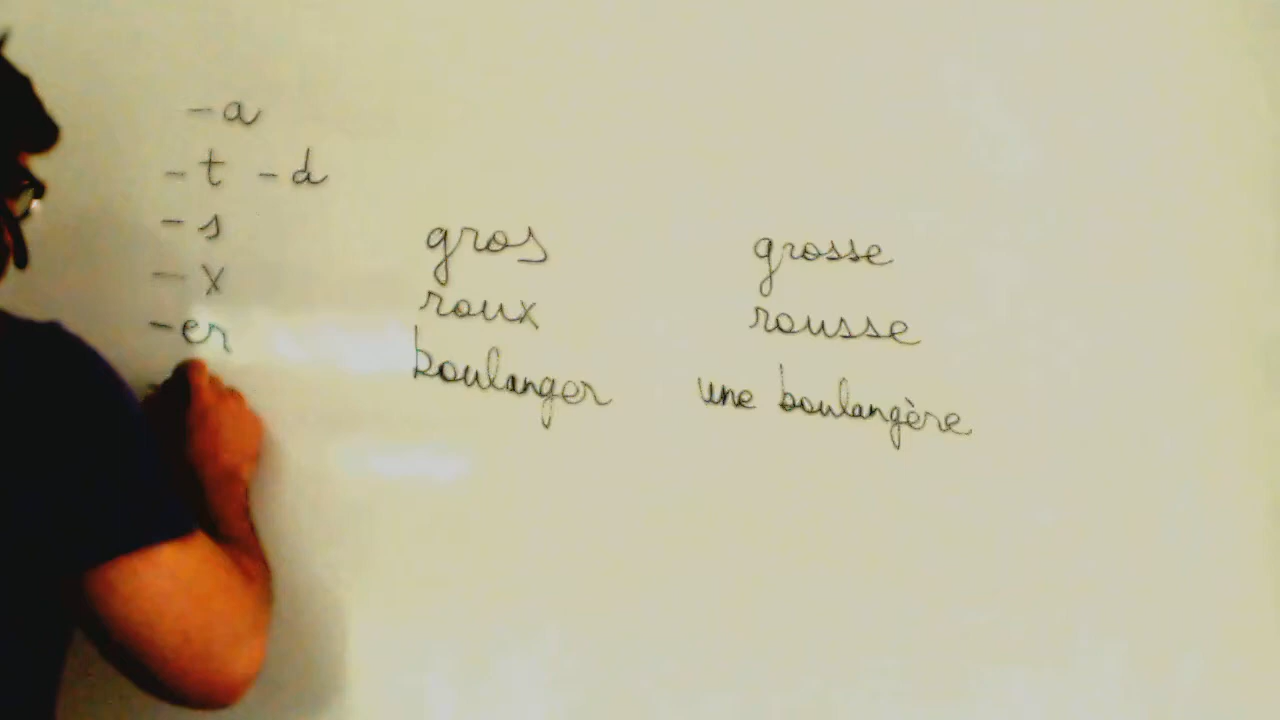 -a
-t -d
-s gros grosse
-x roux rousse
-er boulanger une boulangère